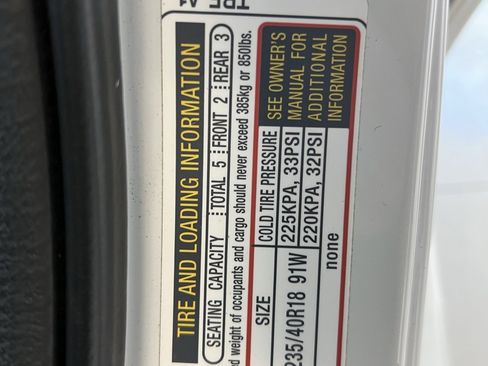 TIRE AND LOADING INFORMATION
SEATING CAPACITY TOTAL 5 FRONT 2 REAR 3
weight of occupants and cargo should never exceed 385kg or 850lbs.
SIZE COLD TIRE PRESSURE
235/40R18 91W 225KPA, 33PSI
220KPA, 32PSI
none
SEE OWNER'S
MANUAL FOR
ADDITIONAL
INFORMATION